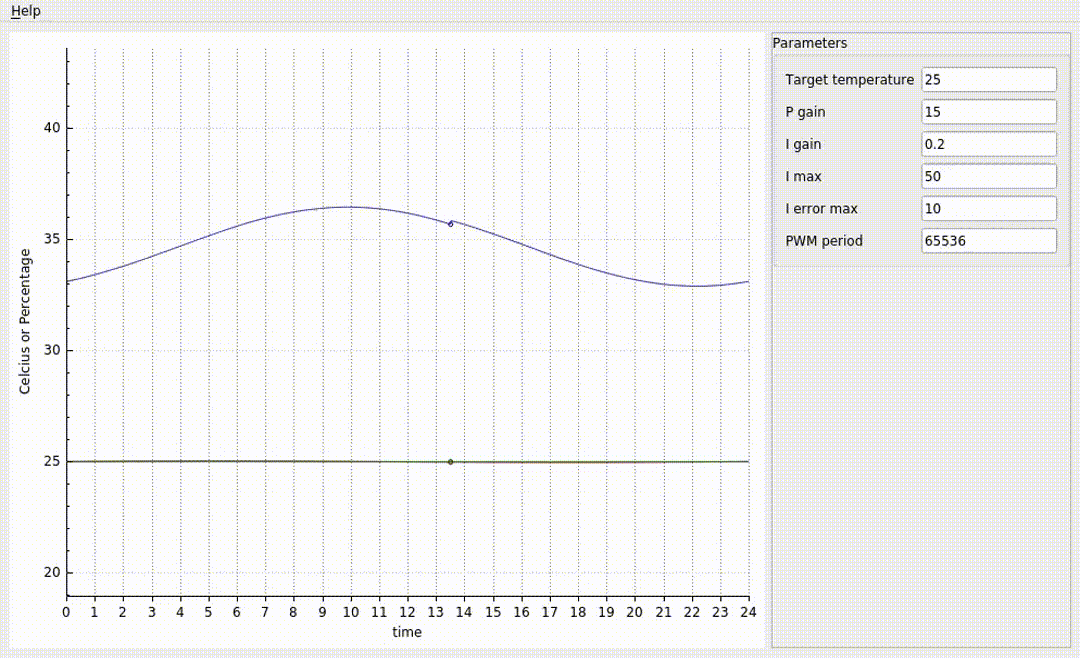 Help
Celcius or Percentage
40
35
30
25
20
0 1 2 3 4 5 6 7 8 9 10 11 12 13 14 15 16 17 18 19 20 21 22 23 24
time
Parameters
Target temperature 25
P gain 15
I gain 0.2
I max 50
I error max 10
PWM period 65536